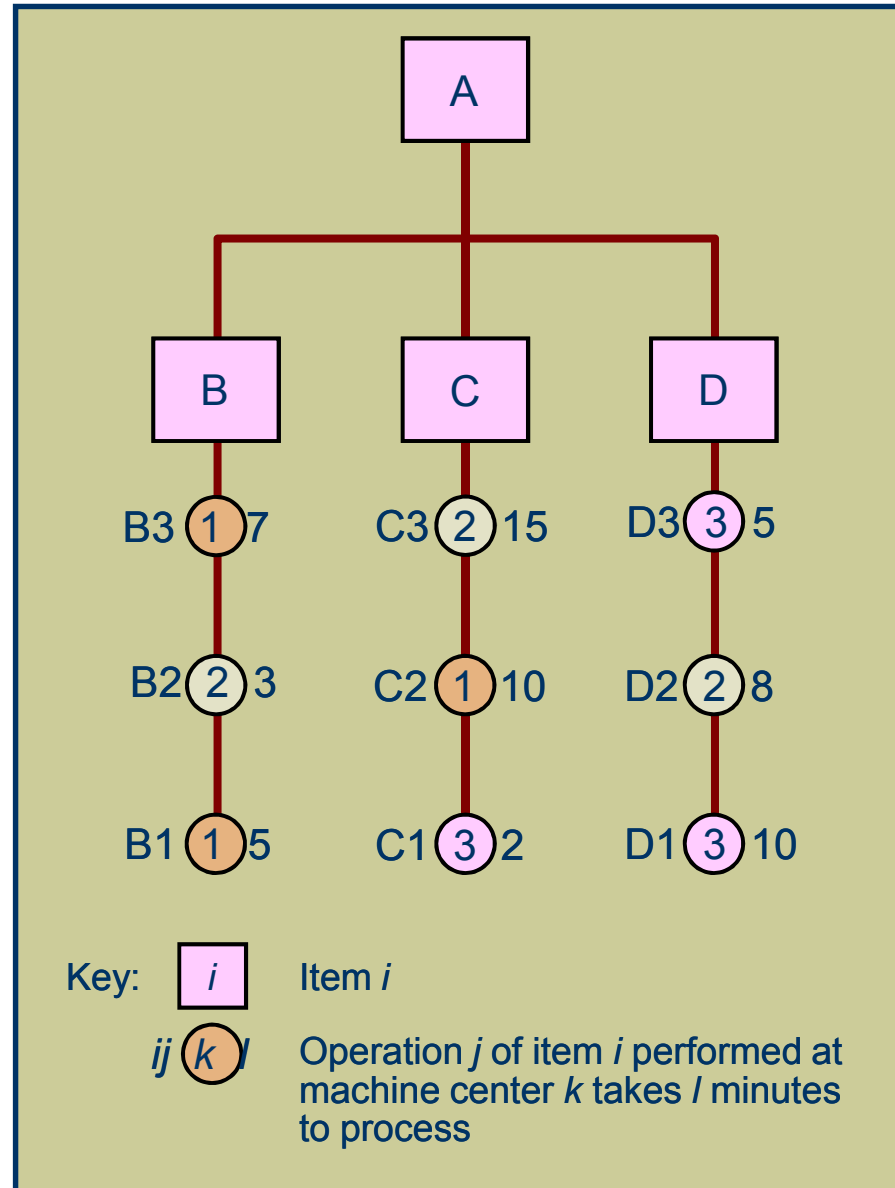 A
B C D
B3 1 7 C3 2 15 D3 3 5
B2 2 3 C2 1 10 D2 2 8
B1 1 5 C1 3 2 D1 3 10
Key: i Item i
ij k l Operation j of item i performed at
machine center k takes l minutes
to process